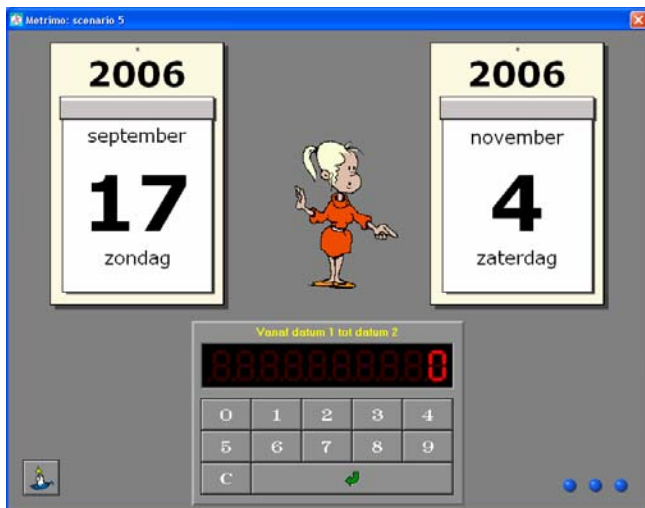 Metrimo: scenario 5
2006
september
17
zondag
2006
november
4
zaterdag
Vanaf datum 1 tot datum 2
0
0 1 2 3 4
5 6 7 8 9
C